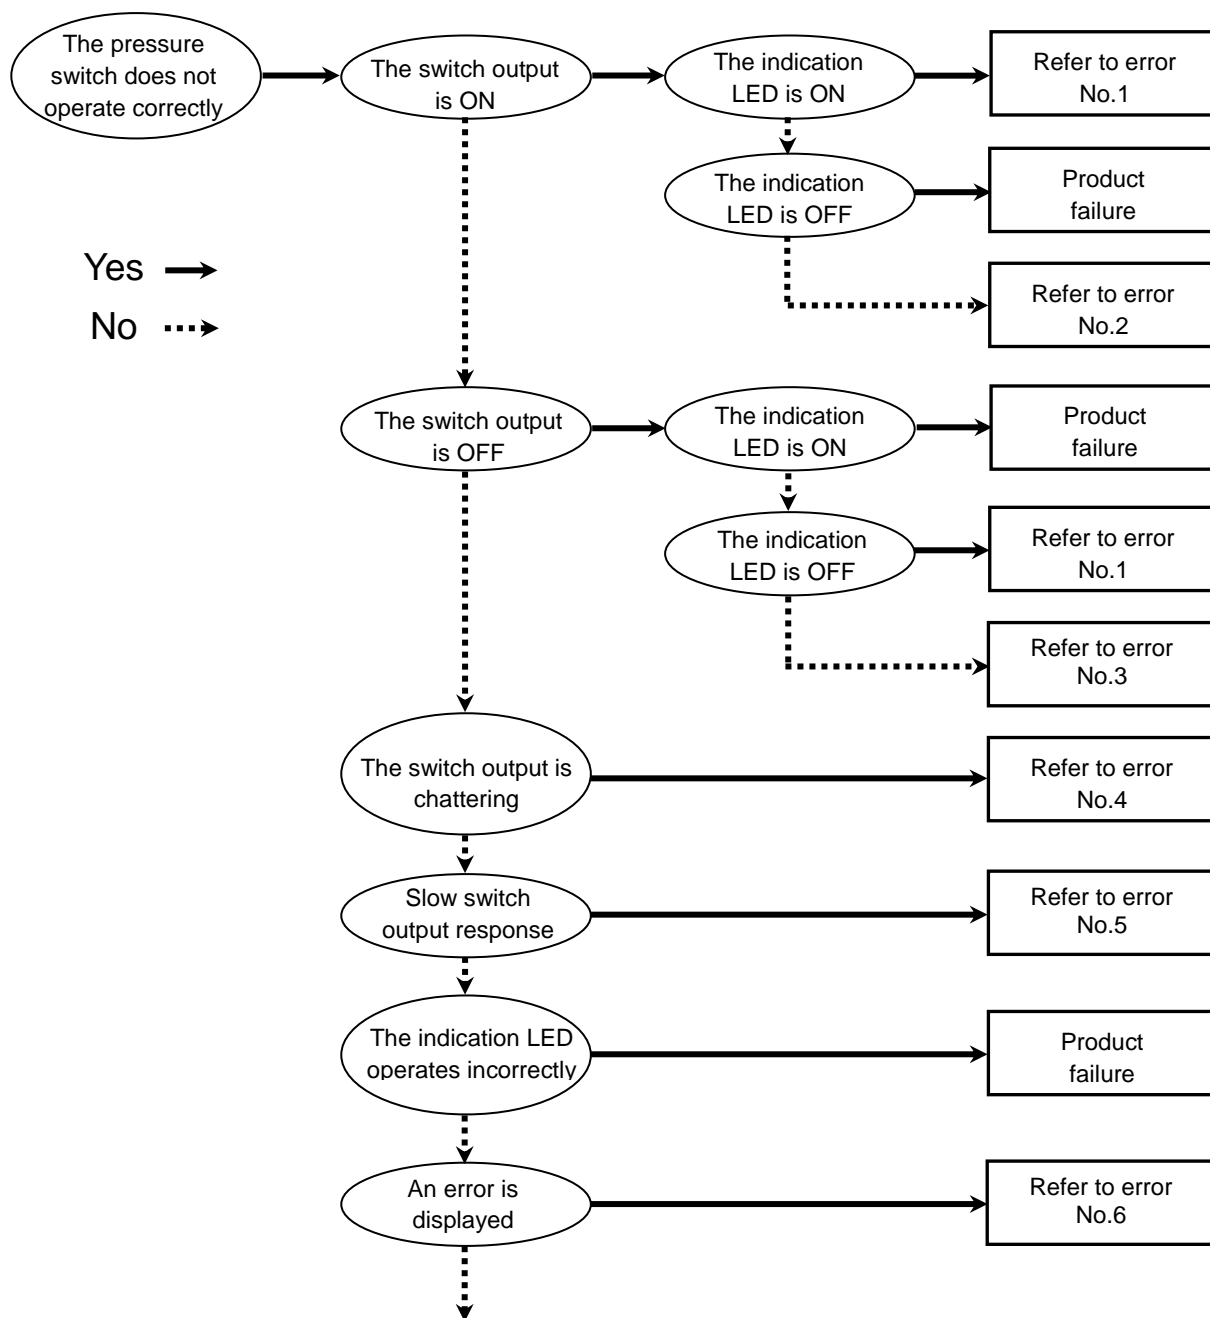 The pressure
switch does not
operate correctly
The switch output
is ON
The indication
LED is ON
Refer to error
No.1
The indication
LED is OFF
Product
failure
Yes
No
Refer to error
No.2
The switch output
is OFF
The indication
LED is ON
Product
failure
The indication
LED is OFF
Refer to error
No.1
Refer to error
No.3
The switch output is
chattering
Refer to error
No.4
Slow switch
output response
Refer to error
No.5
The indication LED
operates incorrectly
Product
failure
An error is
displayed
Refer to error
No.6